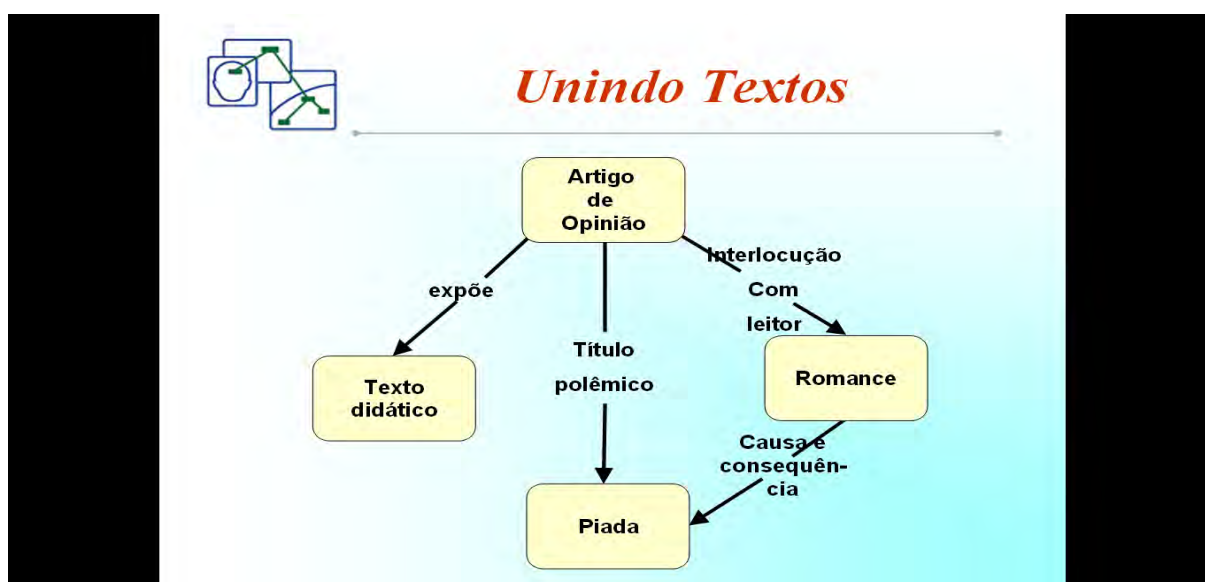 Unindo Textos
Artigo
de
Opinião
Interlocução
Com
leitor
expõe
Título
polêmico
Texto
didático
Romance
Causa e
consequên-
cia
Piada